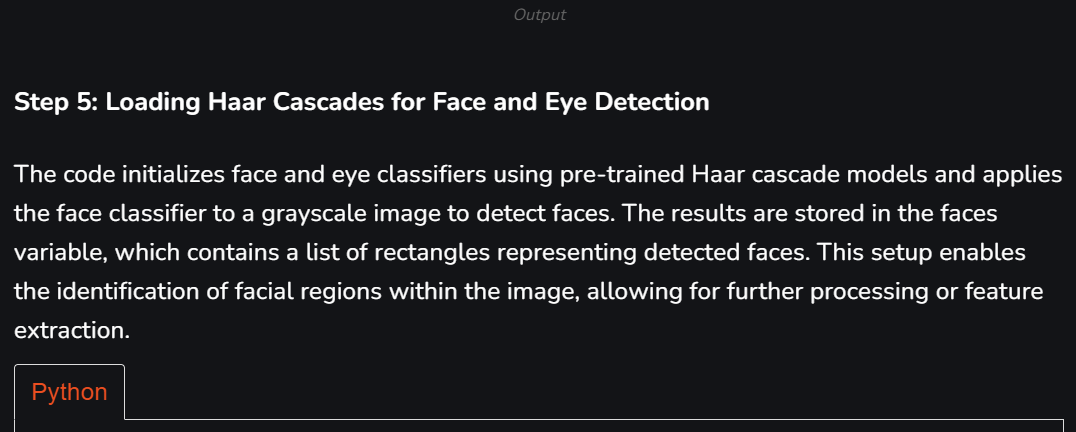 Output
Step 5: Loading Haar Cascades for Face and Eye Detection
The code initializes face and eye classifiers using pre-trained Haar cascade models and applies
the face classifier to a grayscale image to detect faces. The results are stored in the faces
variable, which contains a list of rectangles representing detected faces. This setup enables
the identification of facial regions within the image, allowing for further processing or feature
extraction.
Python